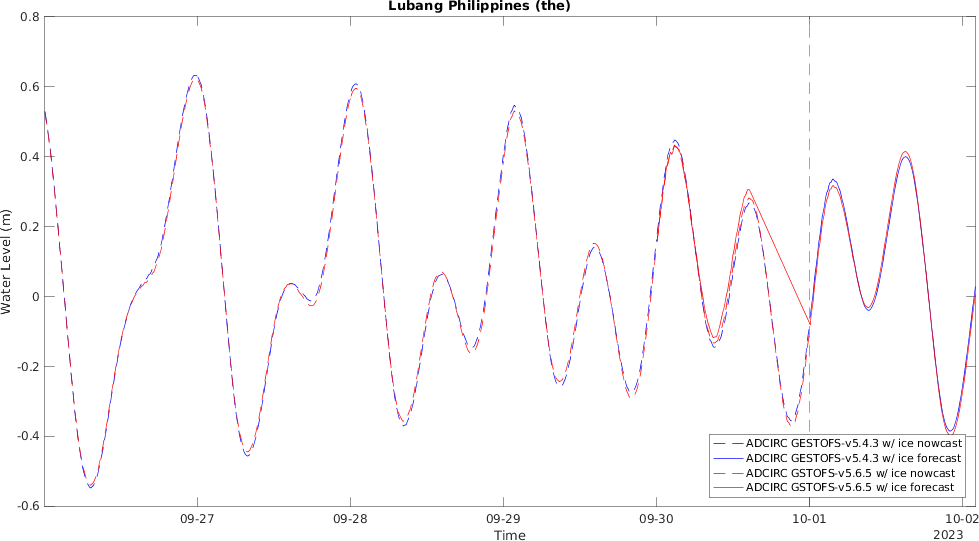 Lubang Philippines (the)
0.8
0.6
0.4
0.2
0
-0.2
-0.4
-0.6
Water Level (m)
09-27
09-28
09-29
09-30
10-01
10-02
2023
Time
ADCIRC GESTOFS-v5.4.3 w/ ice nowcast
ADCIRC GESTOFS-v5.4.3 w/ ice forecast
ADCIRC GSTOFS-v5.6.5 w/ ice nowcast
ADCIRC GSTOFS-v5.6.5 w/ ice forecast